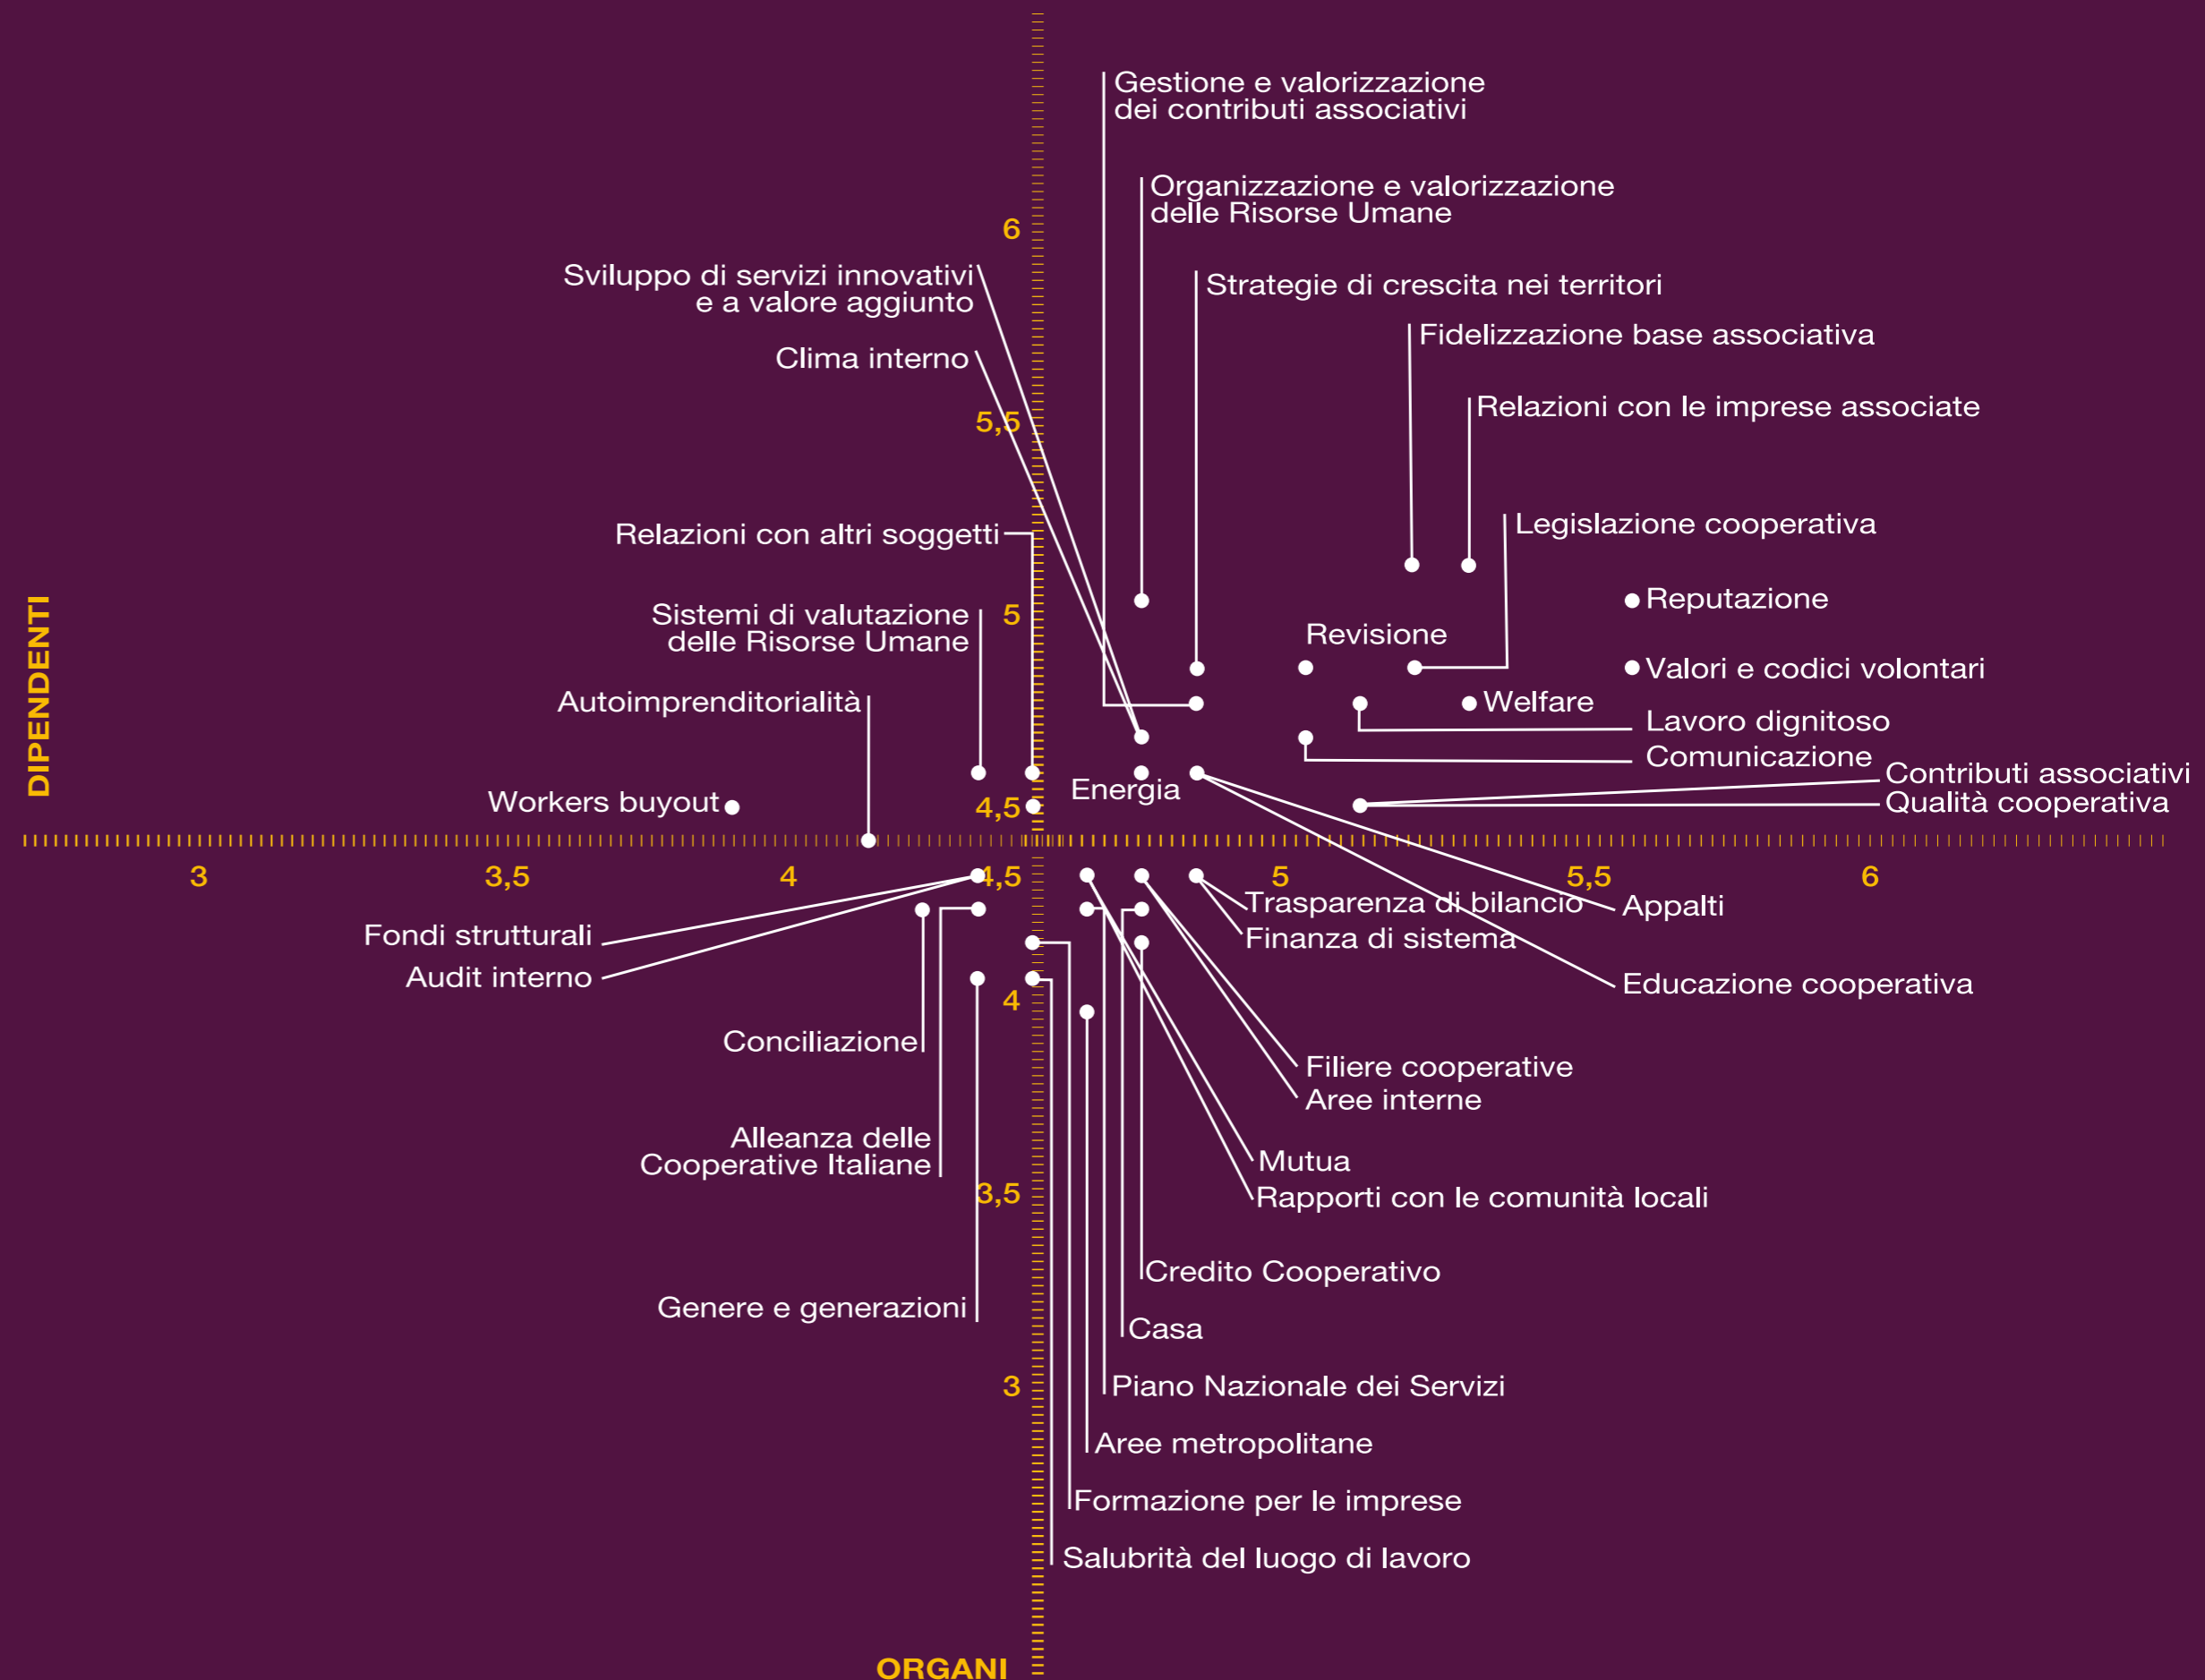 Gestione e valorizzazione
dei contributi associativi
Organizzazione e valorizzazione
delle Risorse Umane
6
Sviluppo di servizi innovativi
e a valore aggiunto
Strategie di crescita nei territori
Fidelizzazione base associativa
Clima interno
Relazioni con le imprese associate
5,5
Legislazione cooperativa
Relazioni con altri soggetti
DIPENDENTI
Reputazione
Sistemi di valutazione
delle Risorse Umane
5
Revisione
Valori e codici volontari
Autoimprenditorialità
Welfare
Lavoro dignitoso
Comunicazione
Contributi associativi
Energia
Workers buyout
4,5
Qualità cooperativa
3
3,5
4
4,5
5
5,5
6
Trasparenza di bilancio
Appalti
Fondi strutturali
Finanza di sistema
Audit interno
Educazione cooperativa
4
Conciliazione
Filiere cooperative
Aree interne
Alleanza delle
Cooperative Italiane
Mutua
Rapporti con le comunità locali
3,5
Credito Cooperativo
Genere e generazioni
Casa
3
Piano Nazionale dei Servizi
Aree metropolitane
Formazione per le imprese
Salubrità del luogo di lavoro
ORGANI